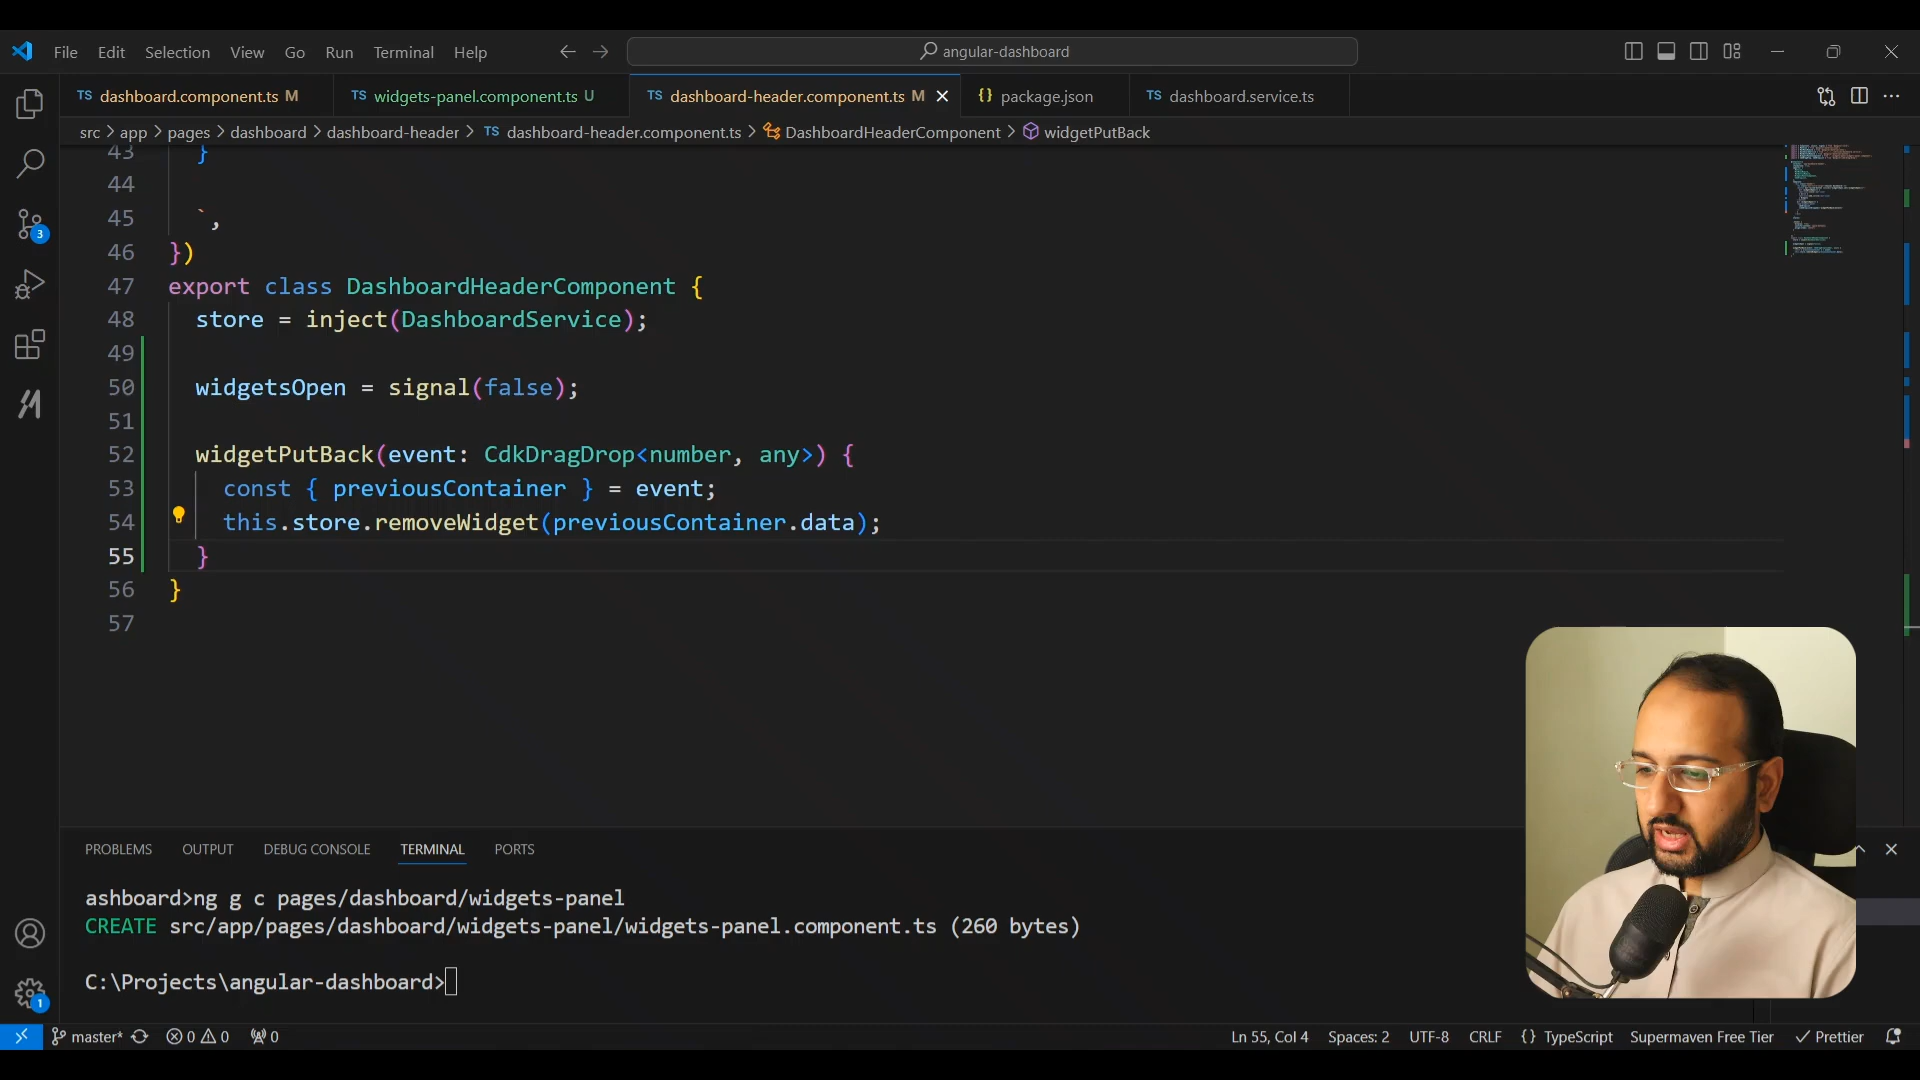 File Edit Selection View Go Run Terminal Help
angular-dashboard
TS dashboard.component.ts M
TS widgets-panel.component.ts U
TS dashboard-header.component.ts M
{} package.json
TS dashboard.service.ts
src > app > pages > dashboard > dashboard-header > TS dashboard-header.component.ts > DashboardHeaderComponent > widgetPutBack
43 }
44
45 `,
46 })
47 export class DashboardHeaderComponent {
48 store = inject(DashboardService);
49
50 widgetsOpen = signal(false);
51
52 widgetPutBack(event: CdkDragDrop<number, any>) {
53 const { previousContainer } = event;
54 this.store.removeWidget(previousContainer.data);
55 }
56 }
57
3
1
PROBLEMS OUTPUT DEBUG CONSOLE TERMINAL PORTS
ashboard>ng g c pages/dashboard/widgets-panel
CREATE src/app/pages/dashboard/widgets-panel/widgets-panel.component.ts (260 bytes)
C:\Projects\angular-dashboard>
master* 0 0 0 Ln 55, Col 4 Spaces: 2 UTF-8 CRLF {} TypeScript Supermaven Free Tier Prettier